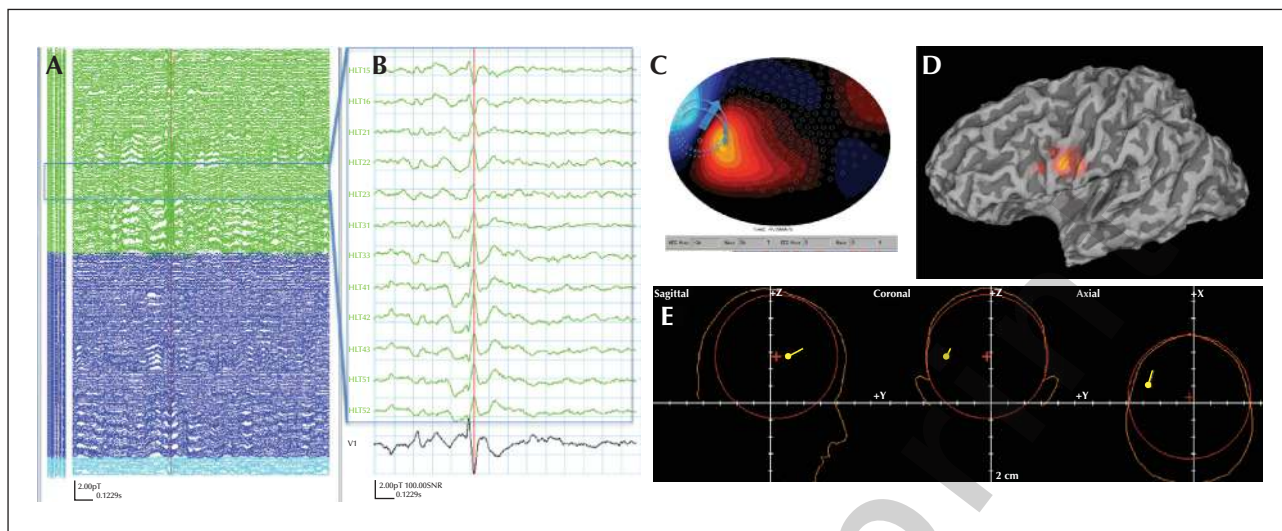 A
B
C
D
E
HLT15
HLT16
HLT21
HLT22
HLT23
HLT31
HLT33
HLT41
HLT42
HLT43
HLT51
HLT52
V1
2.00pT
0.1229s
2.00pT 100.00SNR
0.1229s
Sagittal
+Z
Coronal
+Z
Axial
+X
+Y
+Y
2 cm